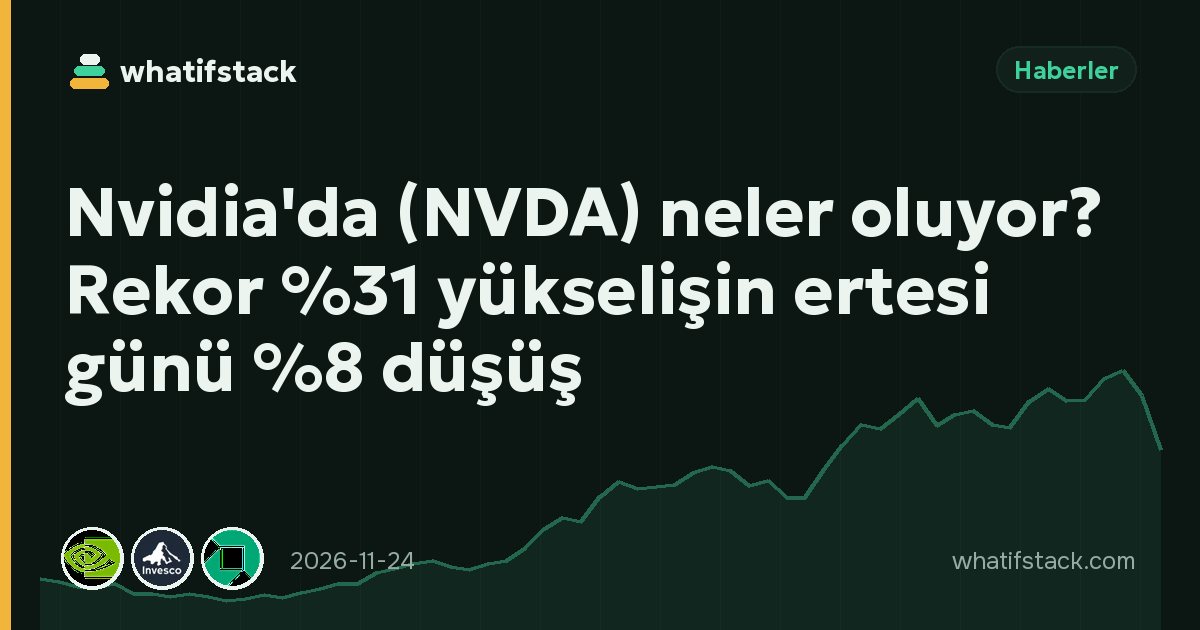 whatifstack
Haberler
Nvidia'da (NVDA) neler oluyor?
Rekor %31 yükselişin ertesi
günü %8 düşüş
Invesco
2026-11-24
whatifstack.com